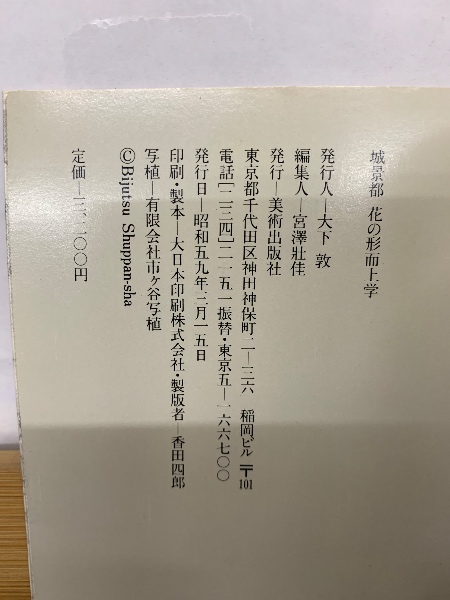 城景都 花の形而上学
発行人―大下 敦
編集人―宮澤壯佳
発行―美術出版社
東京都千代田区神田神保町二―三六 稲岡ビル 〒101
電話[二三四]二一五一 振替・東京五―一六六七〇〇
発行日―昭和五九年三月一五日
印刷・製本―大日本印刷株式会社・製版者―香田四郎
写植―有限会社市ヶ谷写植
©Bijutsu Shuppan-sha
定価―二、二〇〇円